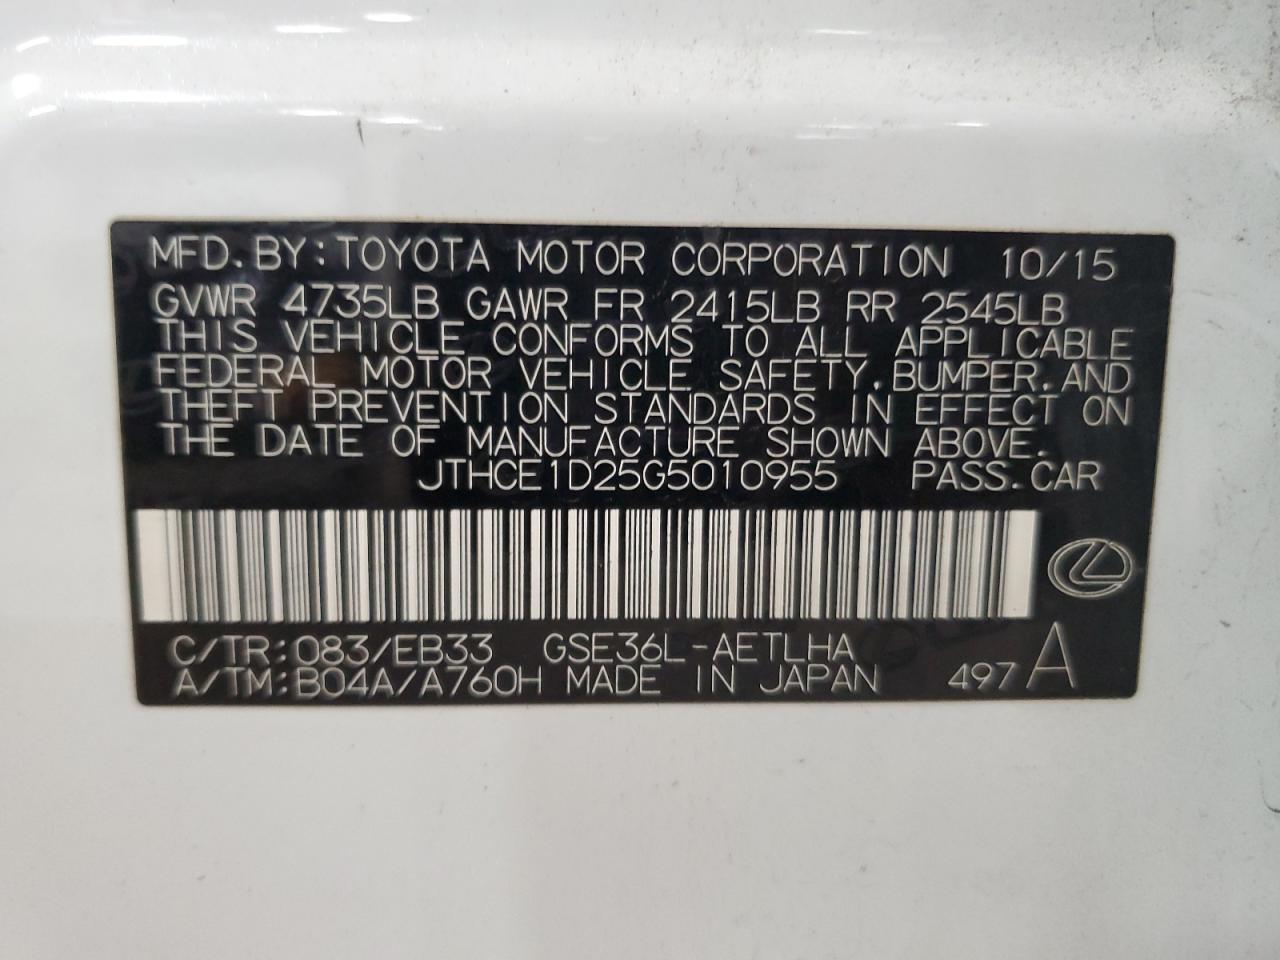 MFD. BY: TOYOTA MOTOR CORPORATION 10/15
GVWR 4735LB GAWR FR 2415LB RR 2545LB
THIS VEHICLE CONFORMS TO ALL APPLICABLE
FEDERAL MOTOR VEHICLE SAFETY, BUMPER, AND
THEFT PREVENTION STANDARDS IN EFFECT ON
THE DATE OF MANUFACTURE SHOWN ABOVE.
JTHCE1D25G5010955 PASS. CAR
C/TR: 083/EB33 GSE36L-AETLHA
A/TM: B04A/A760H MADE IN JAPAN 497 A